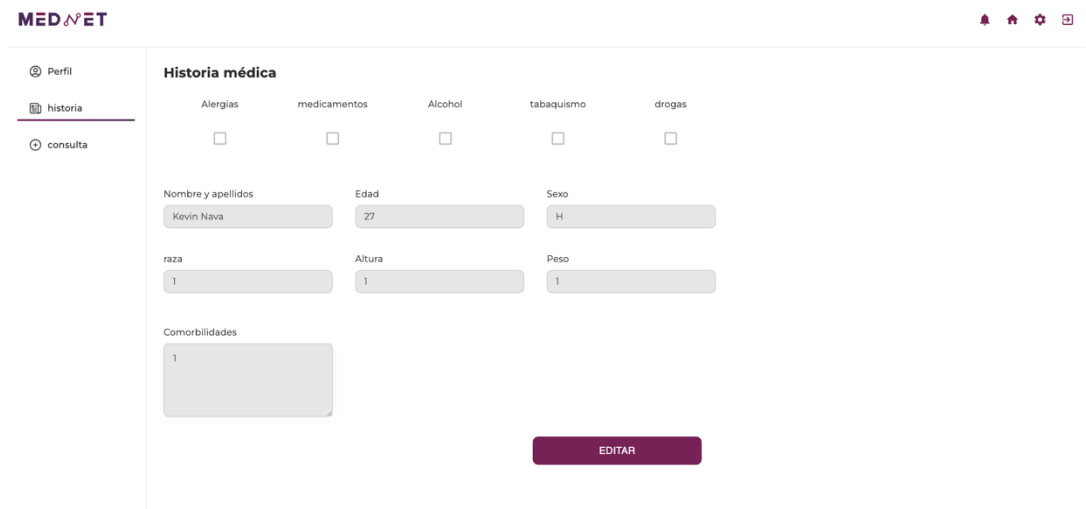 MEDNET
Perfil
historia
consulta
Historia médica
Alergias medicamentos Alcohol tabaquismo drogas
Nombre y apellidos Edad Sexo
Kevin Nava 27 H
raza Altura Peso
1 1 1
Comorbilidades
1
EDITAR